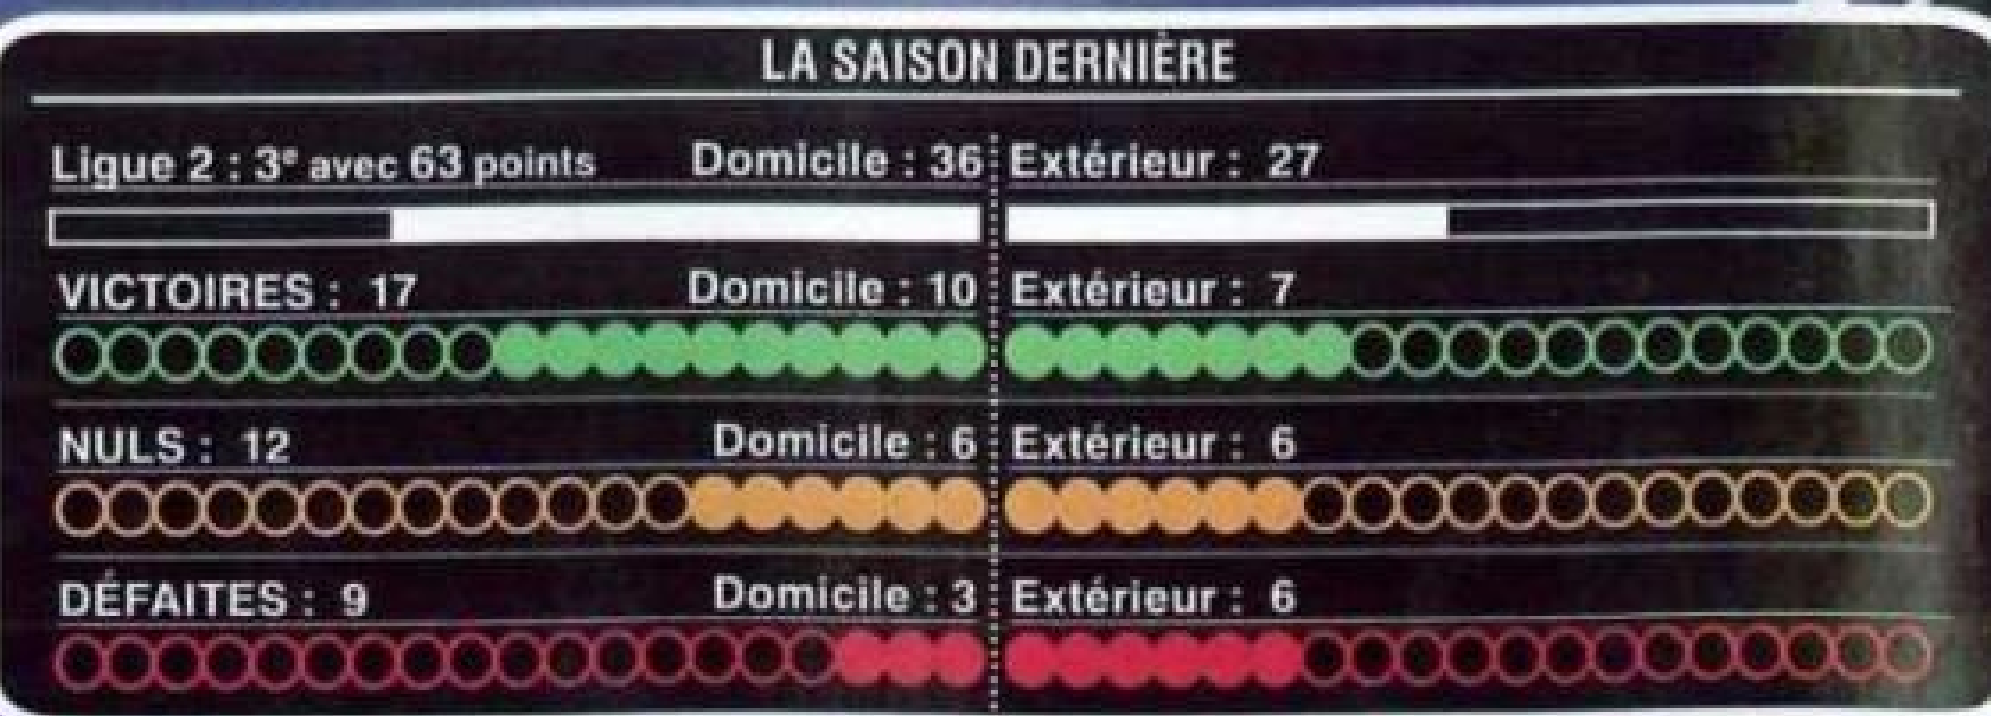 LA SAISON DERNIÈRE
Ligue 2 : 3e avec 63 points Domicile : 36 Extérieur : 27
VICTOIRES : 17 Domicile : 10 Extérieur : 7
NULS : 12 Domicile : 6 Extérieur : 6
DÉFAITES : 9 Domicile : 3 Extérieur : 6